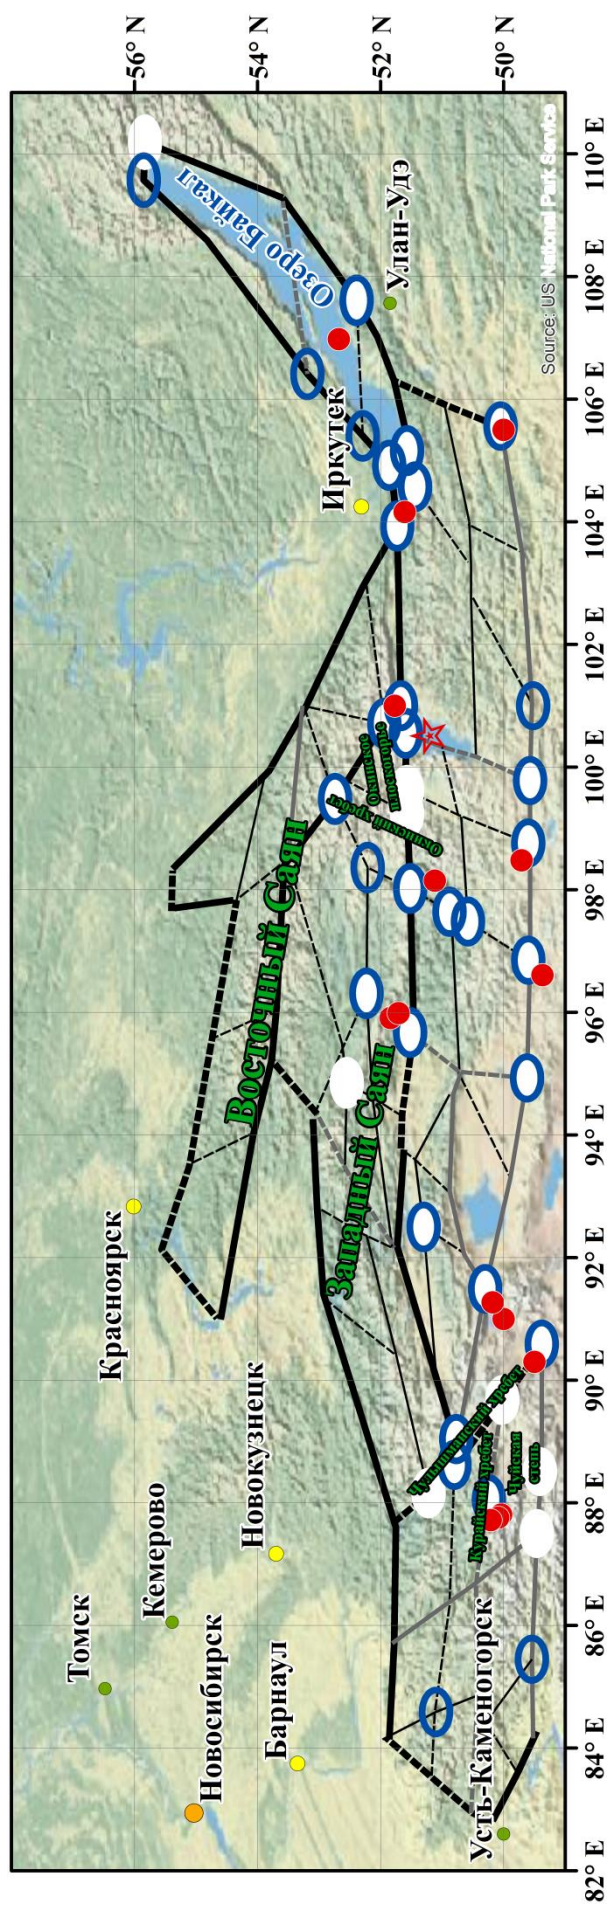 56° N
54° N
52° N
50° N
Томск
Кемерово
Новосибирск
Новокузнецк
Барнаул
Усть-Каменогорск
Красноярск
Восточный Саян
Западный Саян
Чулышманский хребет
Курайский хребет
Чуйская
степь
Окинский хребет
Окинское
плоскогорье
Иркутск
Озеро Байкал
Улан-Удэ
Source: US National Park Service
82° E
84° E
86° E
88° E
90° E
92° E
94° E
96° E
98° E
100° E
102° E
104° E
106° E
108° E
110° E